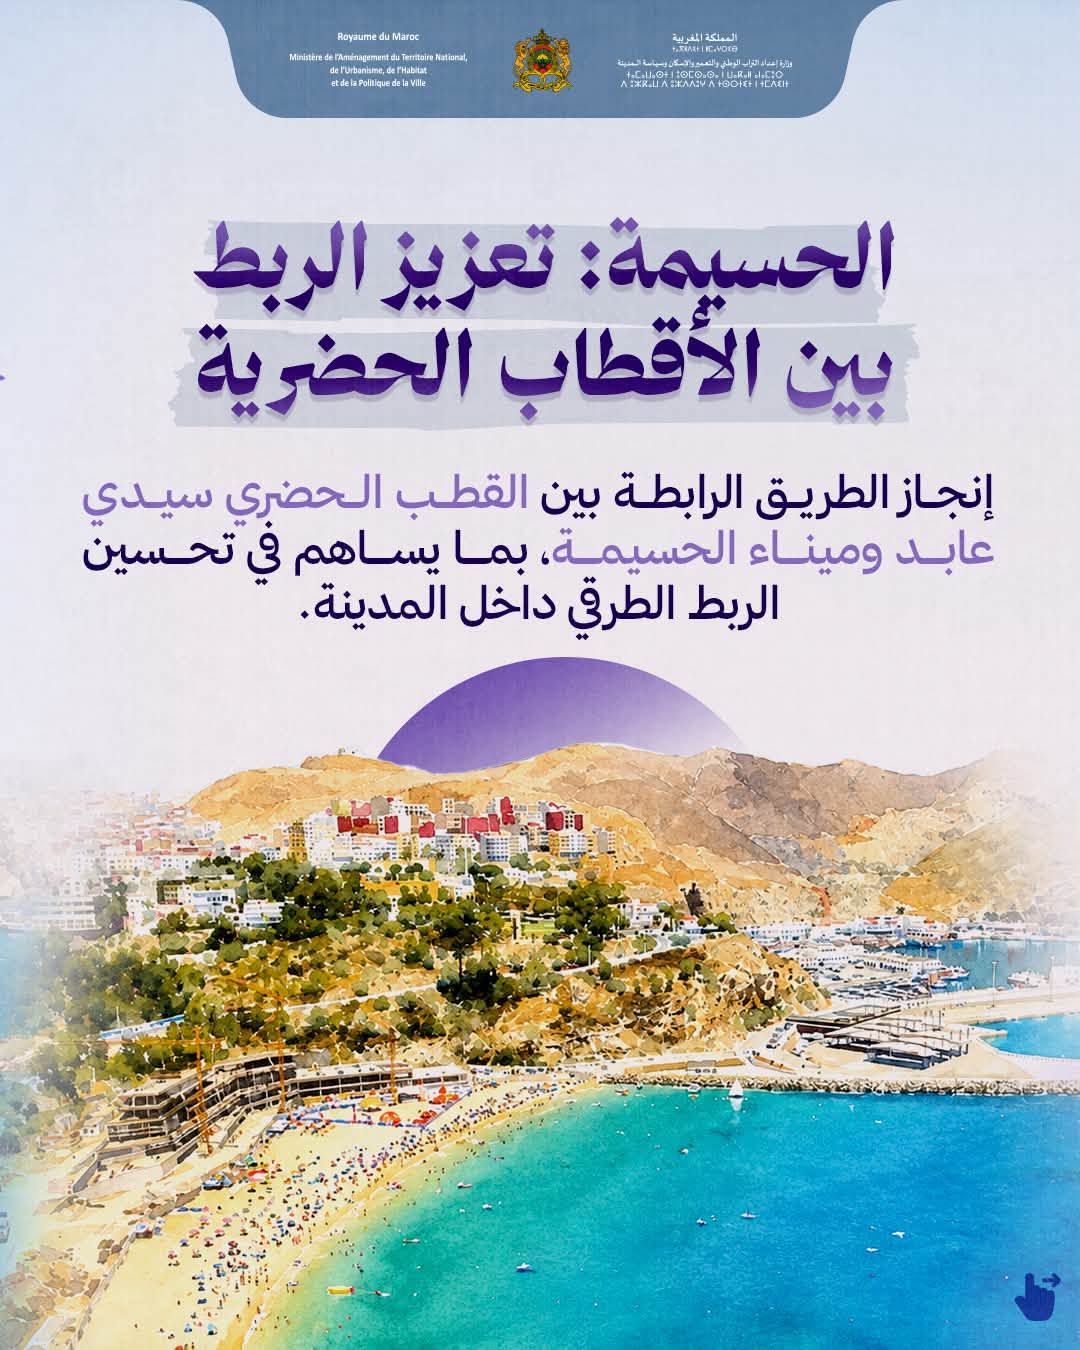 Royaume du Maroc
Ministère de l'Aménagement du Territoire National,
de l'Urbanisme, de l'Habitat
et de la Politique de la Ville
المملكة المغربية
ⵜⴰⴳⵍⴷⵉⵜ ⵏ ⵍⵎⵖⵔⵉⴱ
وزارة إعداد التراب الوطني والتعمير والإسكان وسياسة المدينة
الحسيمة: تعزيز الربط
بين الأقطاب الحضرية
إنجاز الطريق الرابطة بين القطب الحضري سيدي
عابد وميناء الحسيمة، بما يساهم في تحسين
الربط الطرقي داخل المدينة.